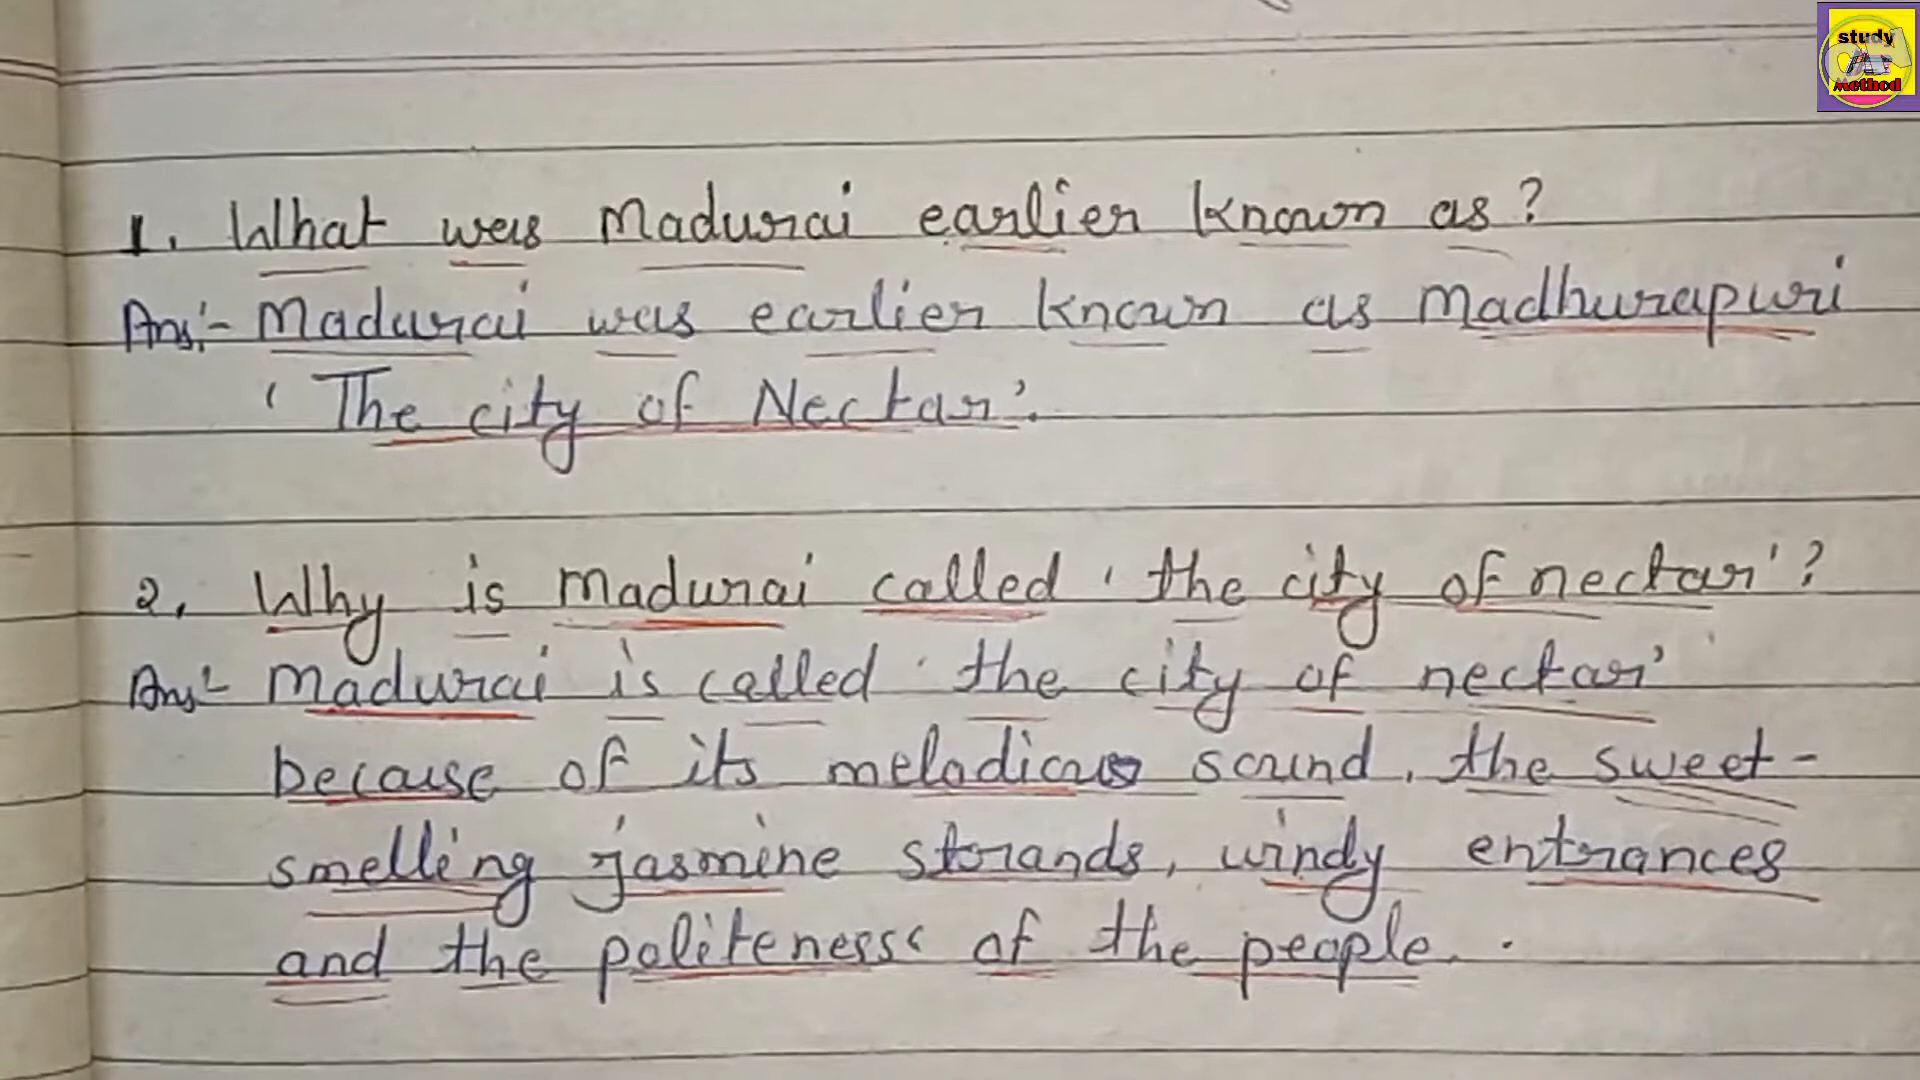 study
Method
1. What was Madurai earlier known as?
Ans:- Madurai was earlier known as Madhurapuri
'The city of Nectar'.
2. Why is Madurai called 'the city of nectar'?
Ans:- Madurai is called 'the city of nectar'
because of its melodious sound, the sweet-
smelling jasmine strands, windy entrances
and the politeness of the people.